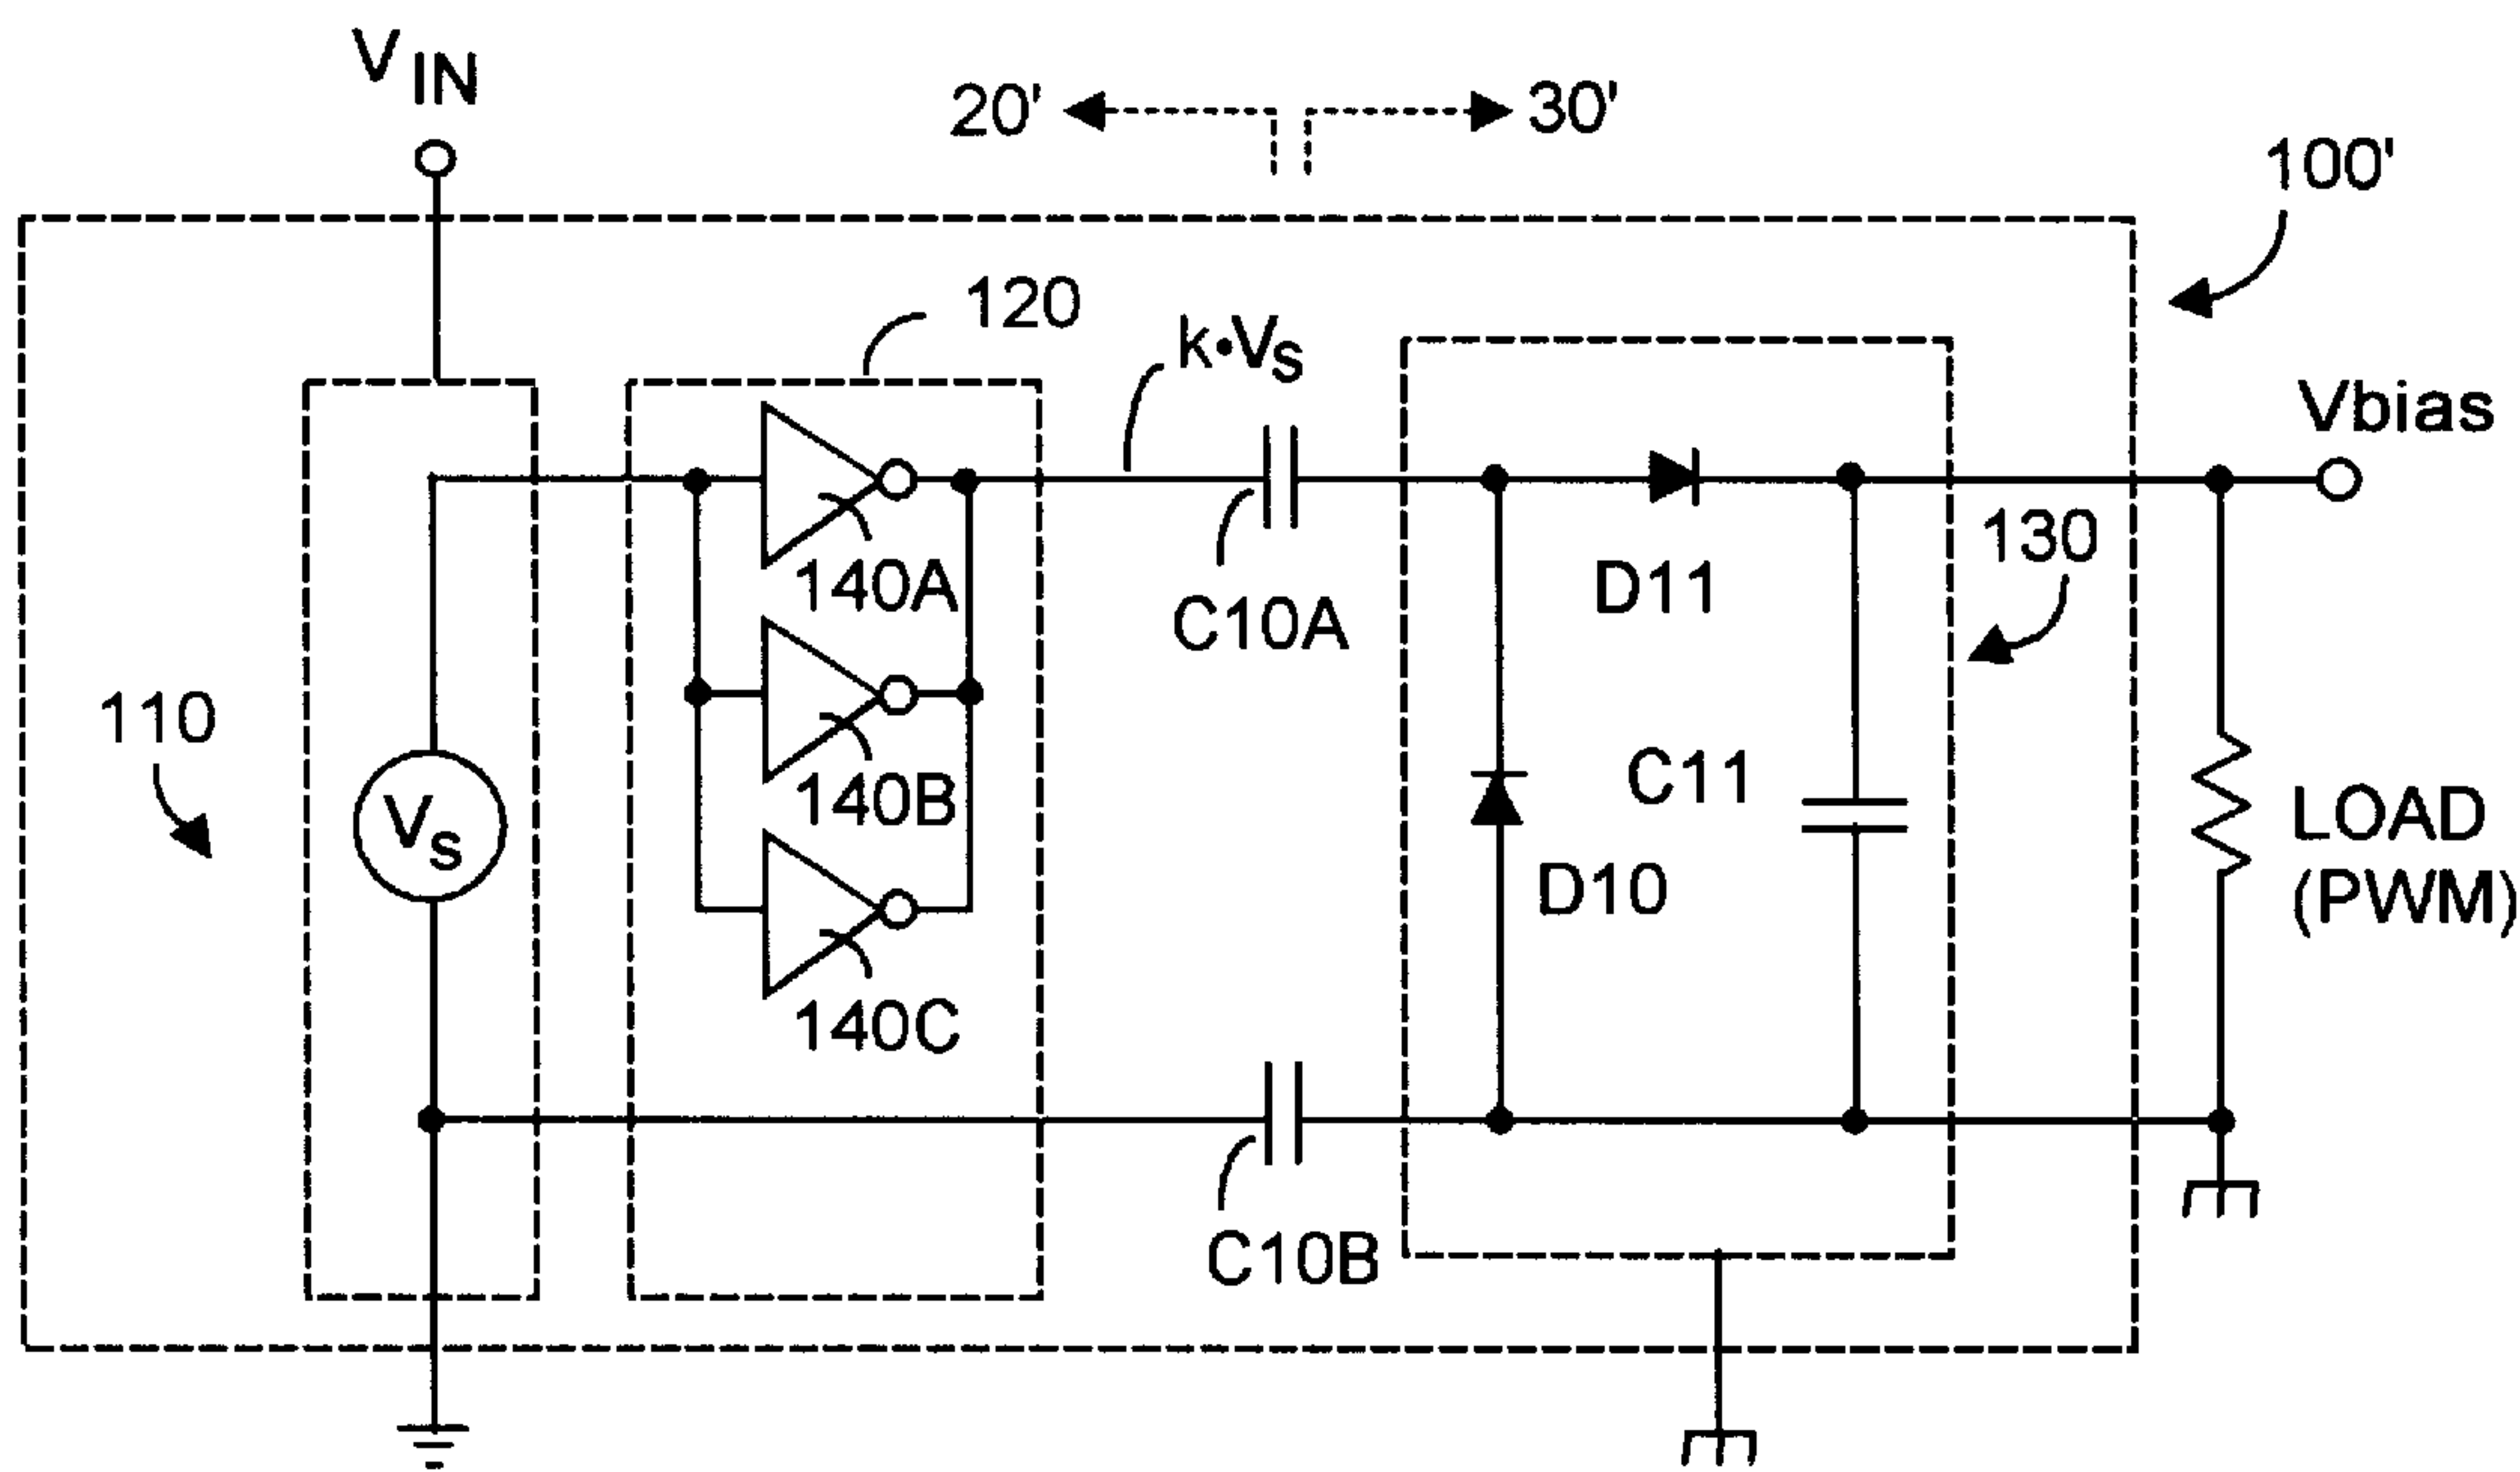 VIN
20'
30'
100'
120
k•VS
Vbias
140A
C10A
D11
130
110
140B
C11
VS
LOAD
(PWM)
D10
140C
C10B